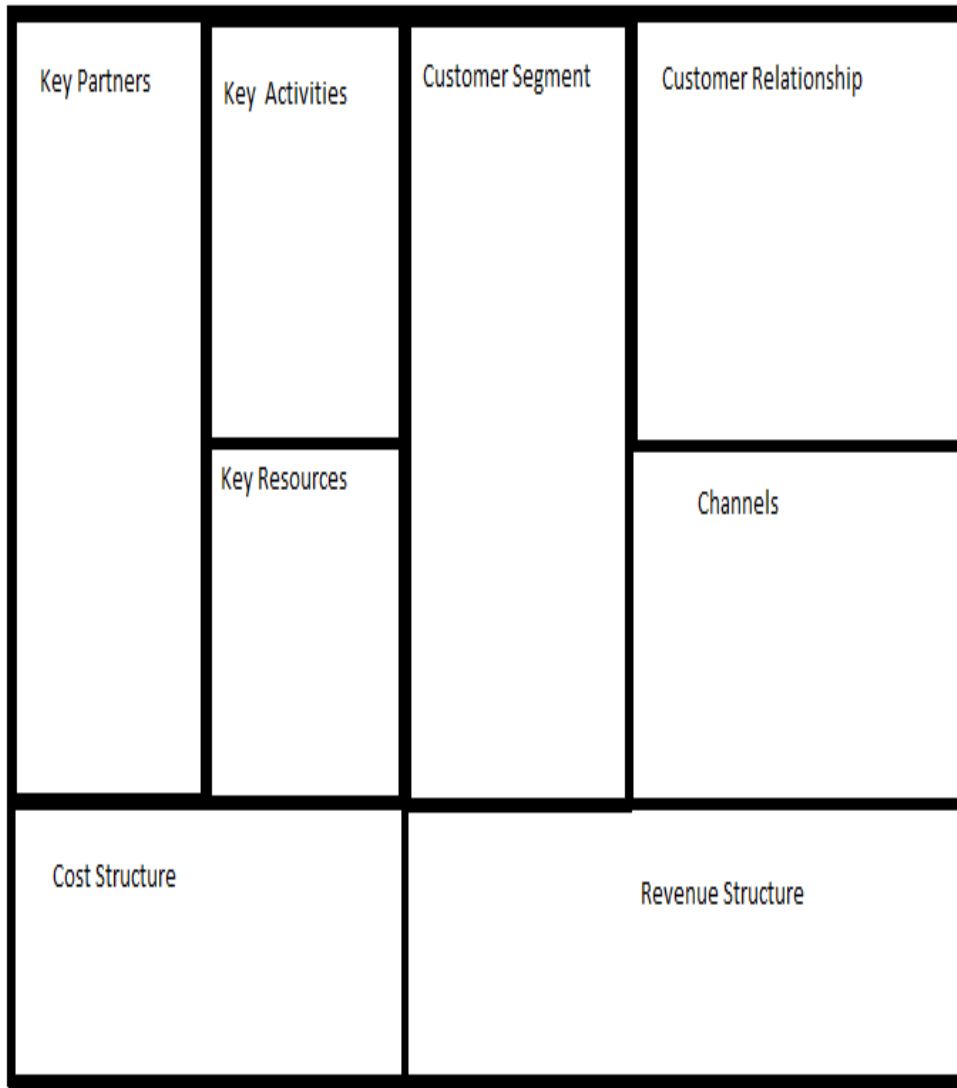 Key Partners
Key  Activities
Customer Segment
Customer Relationship
Key Resources
Channels
Cost Structure
Revenue Structure